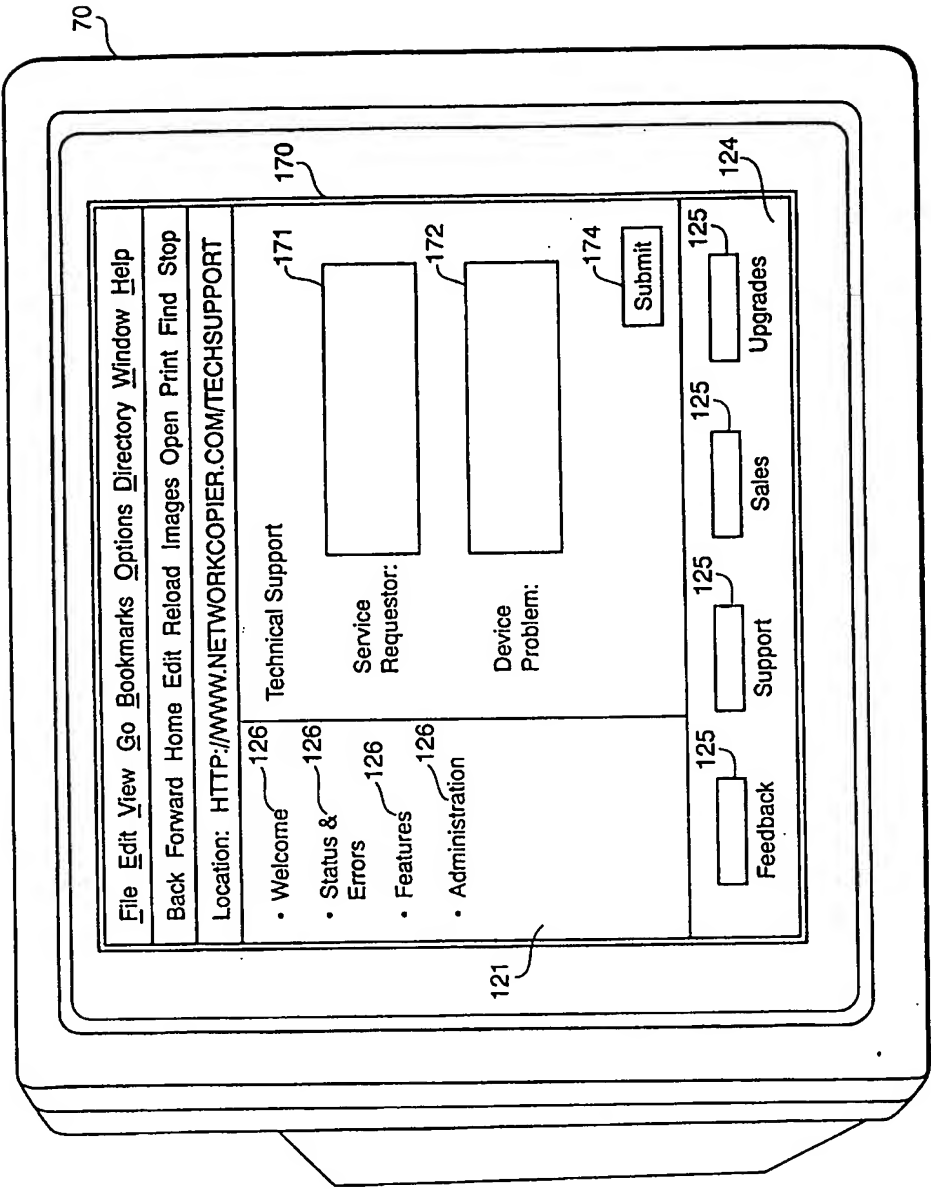 70
File Edit View Go Bookmarks Options Directory Window Help
Back Forward Home Edit Reload Images Open Print Find Stop
Location: HTTP://WWW.NETWORKCOPIER.COM/TECHSUPPORT
170
• Welcome 126
• Status & Errors 126
• Features 126
• Administration 126
121
Technical Support
Service
Requestor:
171
Device
Problem:
172
Submit
174
125
125
125
125
Feedback
Support
Sales
Upgrades
124